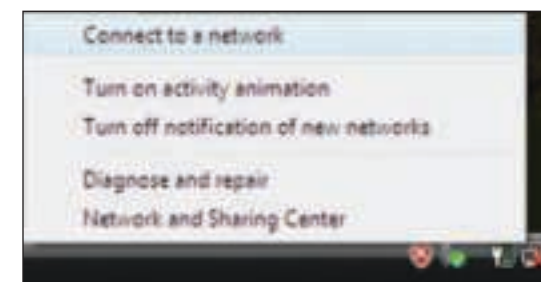 Connect to a network
Turn on activity animation
Turn off notification of new networks
Diagnose and repair
Network and Sharing Center